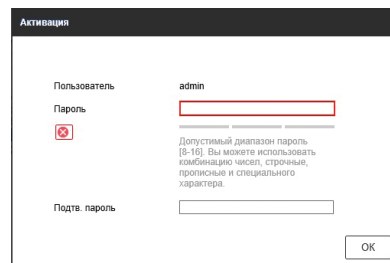 Активация
Пользователь admin
Пароль
Допустимый диапазон пароль
[8-16]. Вы можете использовать
комбинацию чисел, строчные,
прописные и специального
характера.
Подтв. пароль
ОК